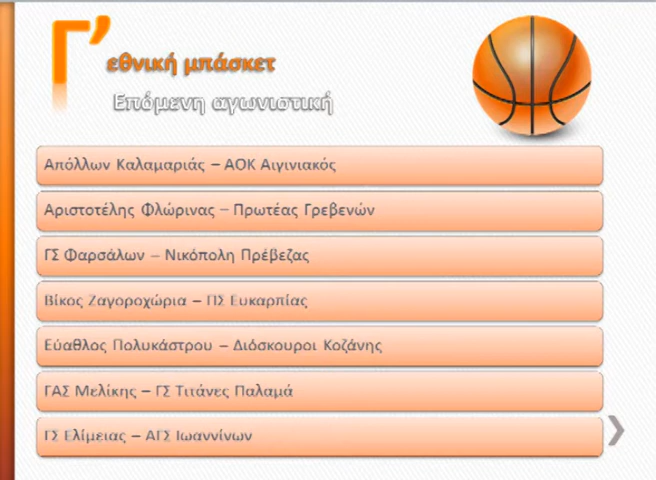 Γ’ εθνική μπάσκετ
Επόμενη αγωνιστική
Απόλλων Καλαμαριάς – ΑΟΚ Αιγινιακός
Αριστοτέλης Φλώρινας – Πρωτέας Γρεβενών
ΓΣ Φαρσάλων – Νικόπολη Πρέβεζας
Βίκος Ζαγοροχώρια – ΠΣ Ευκαρπίας
Εύαθλος Πολυκάστρου – Διόσκουροι Κοζάνης
ΓΑΣ Μελίκης – ΓΣ Τιτάνες Παλαμά
ΓΣ Ελίμειας – ΑΓΣ Ιωαννίνων